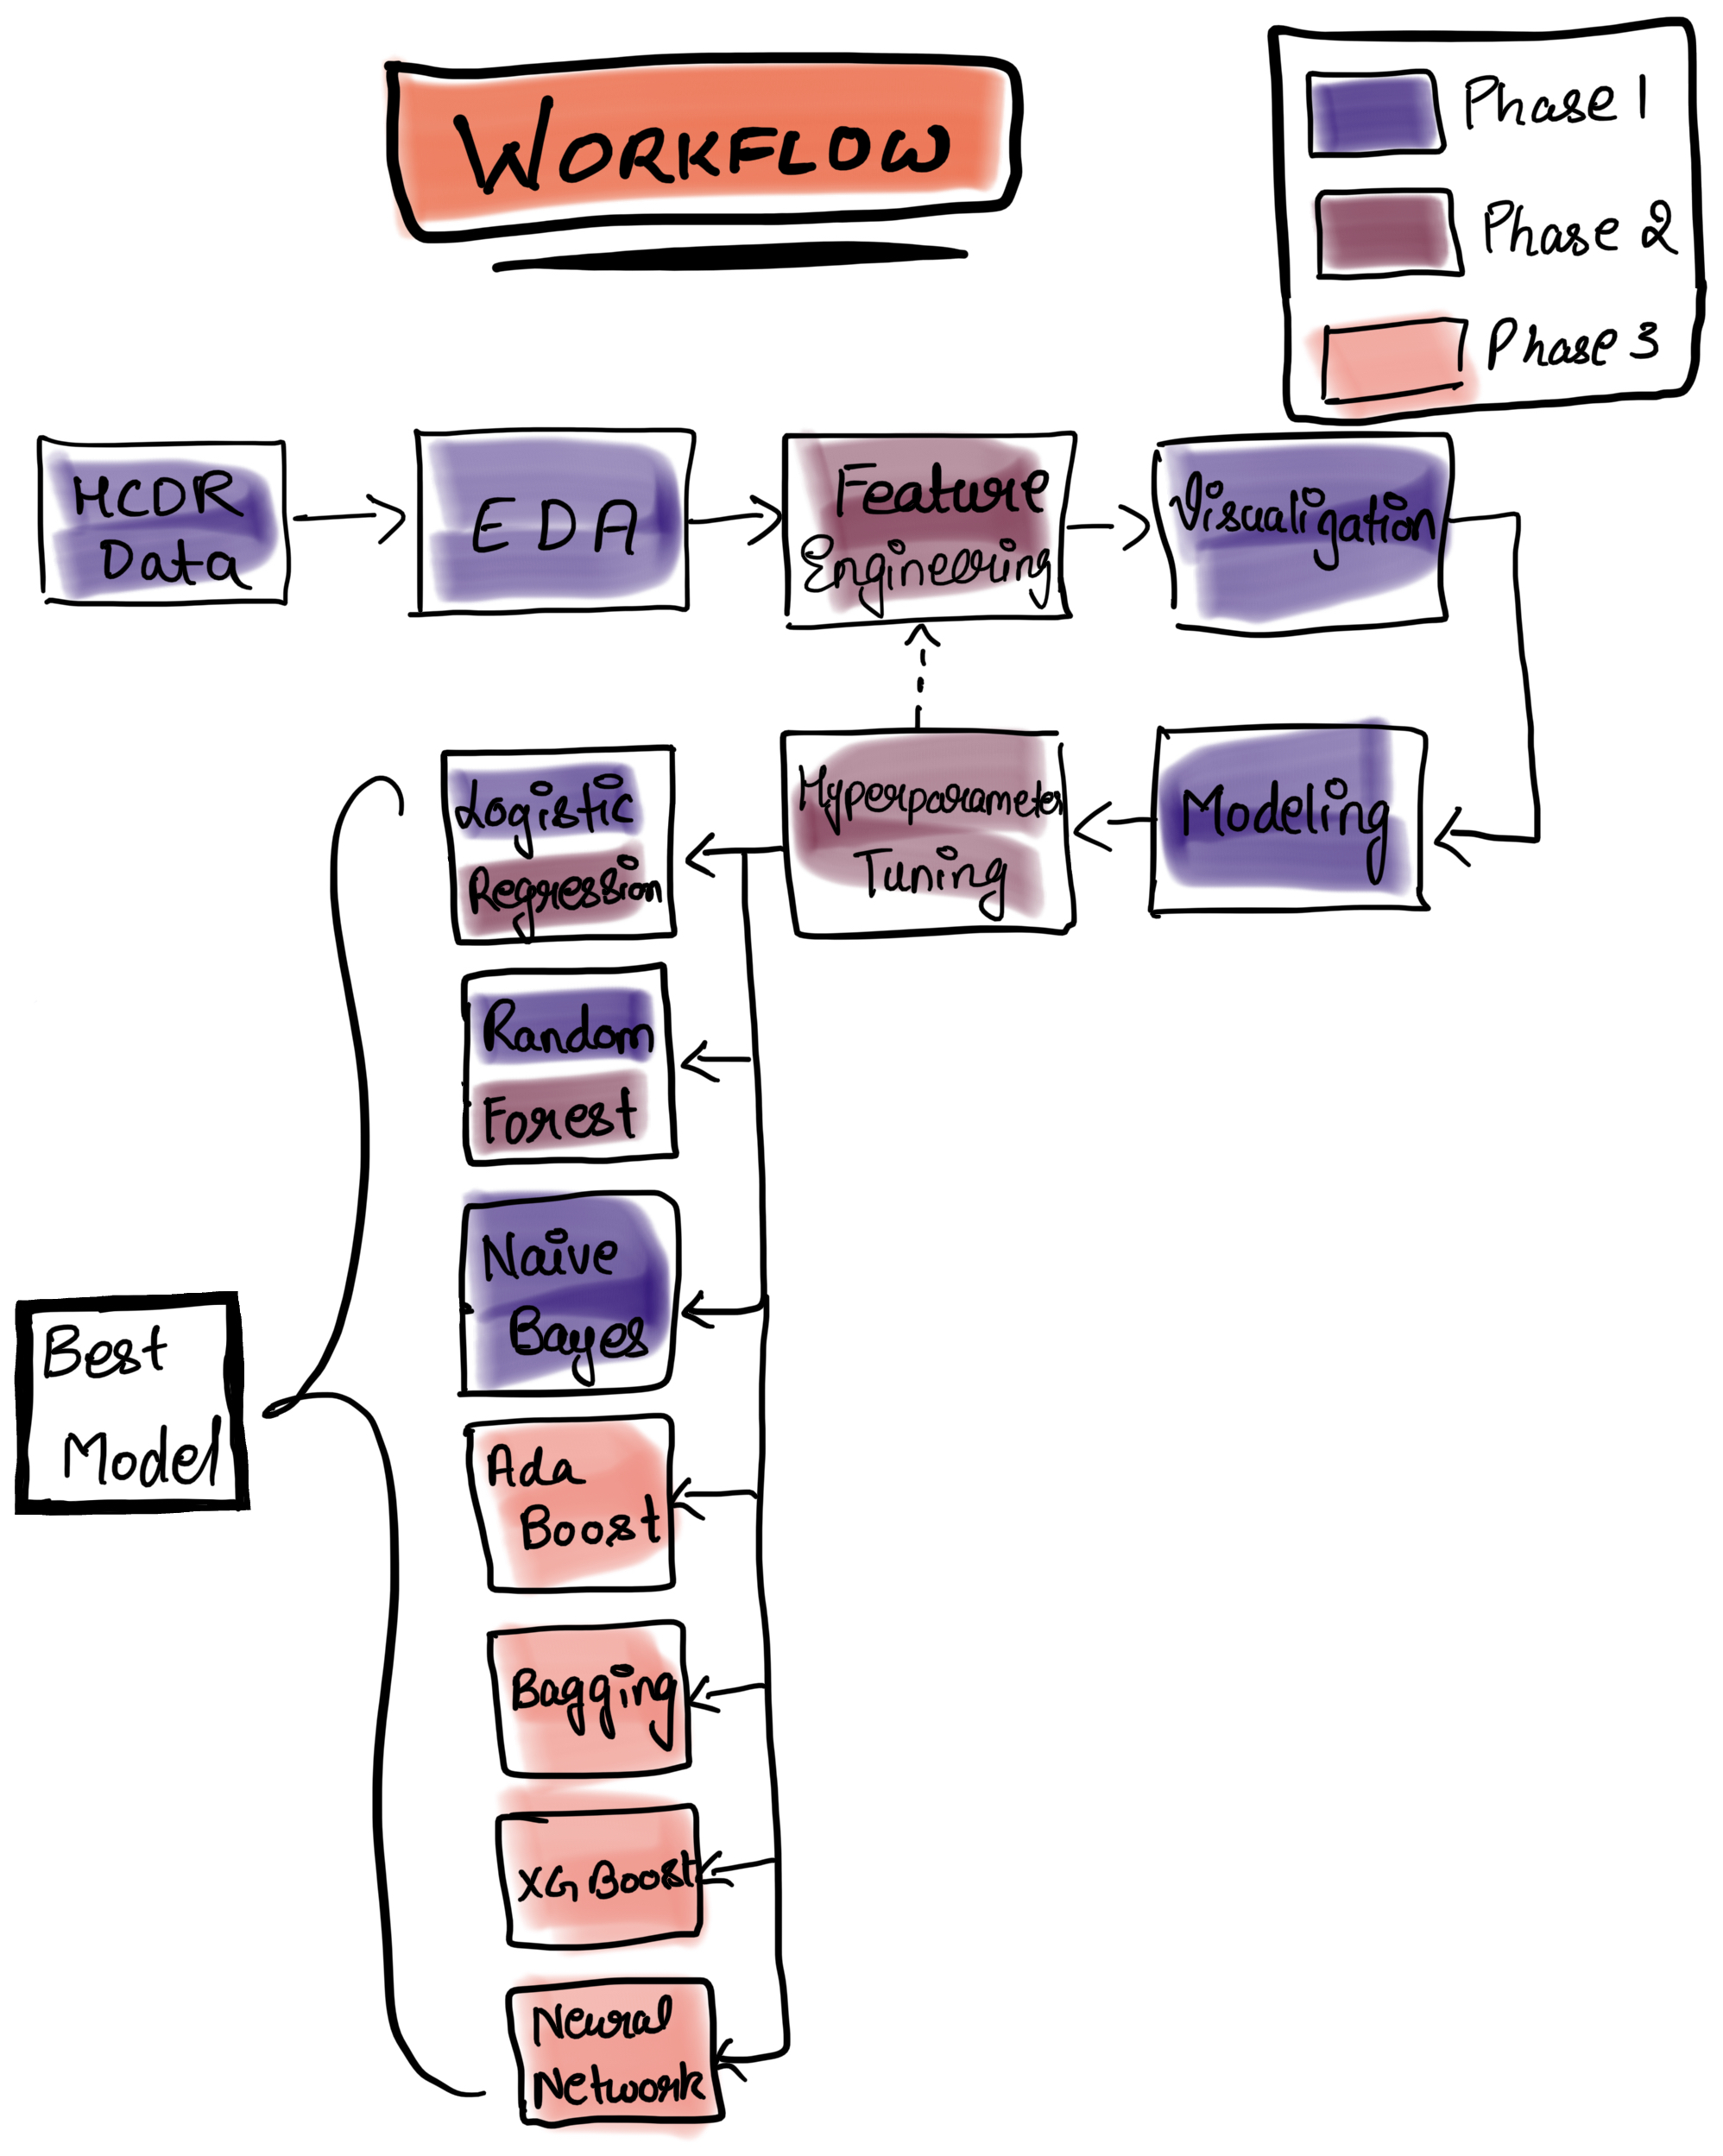 WORKFLOW
Phase 1
Phase 2
Phase 3
HCDR
Data
EDA
Feature
Engineering
Visualization
Modeling
Hyperparameter
Tuning
Logistic
Regression
Random
Forest
Naive
Bayes
Ada
Boost
Bagging
XG Boost
Neural
Network
Best
Model